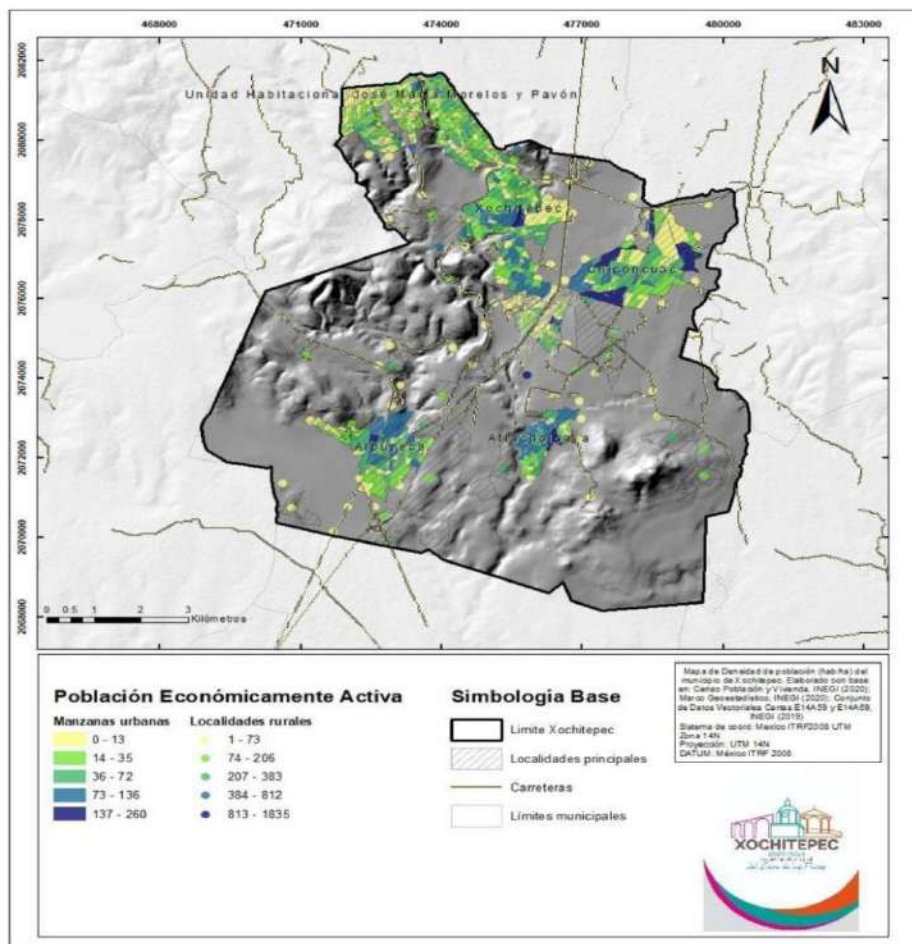 468000 471000 474000 477000 480000 483000
2082000
2080000
2078000
2076000
2074000
2072000
2070000
2068000
N
Unidad Habitacional José María Morelos y Pavón
Xochitepec
Chiconcuac
Alpuyeca
Atlacholoaya
0 0.5 1 2 3
Kilómetros
Población Económicamente Activa
Manzanas urbanas
0 - 13
14 - 35
36 - 72
73 - 136
137 - 260
Localidades rurales
1 - 73
74 - 206
207 - 383
384 - 812
813 - 1835
Simbología Base
Limite Xochitepec
Localidades principales
Carreteras
Límites municipales
Mapa de Densidad de población (hab/ha) del
municipio de Xochitepec. Elaborado con base
en: Censo Población y Vivienda, INEGI (2020);
Marco Geoestadístico, INEGI (2020); Conjunto
de Datos Vectoriales Cartas E14A59 y E14A69,
INEGI (2019)
Sistema de coord: Mexico ITRF2008 UTM
Zona 14N
Proyección: UTM 14N
DATUM: México ITRF 2008
XOCHITEPEC